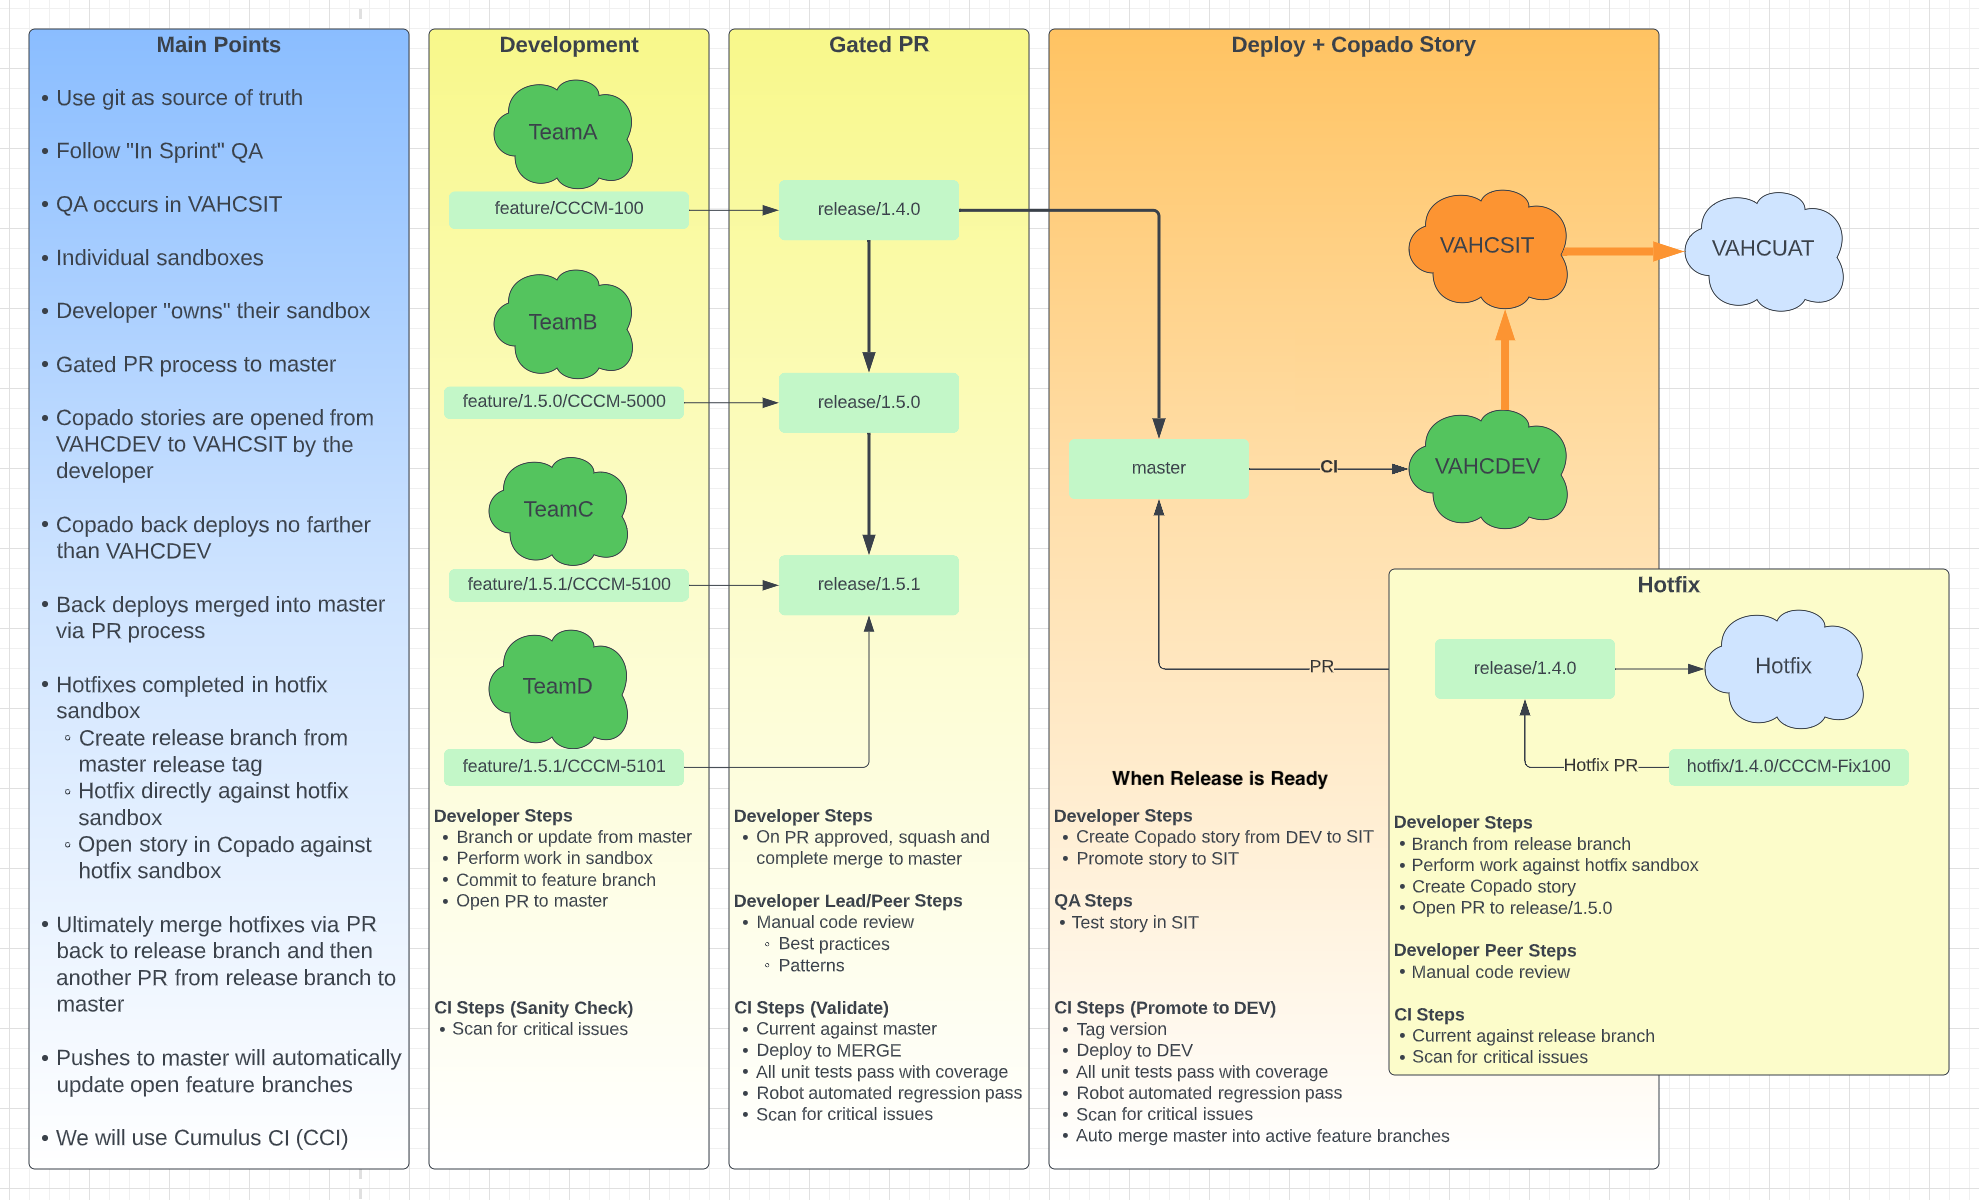 Main Points
• Use git as source of truth
• Follow "In Sprint" QA
• QA occurs in VAHCSIT
• Individual sandboxes
• Developer "owns" their sandbox
• Gated PR process to master
• Copado stories are opened from
VAHCDEV to VAHCSIT by the
developer
• Copado back deploys no farther
than VAHCDEV
• Back deploys merged into master
via PR process
• Hotfixes completed in hotfix
sandbox
◦ Create release branch from
master release tag
◦ Hotfix directly against hotfix
sandbox
◦ Open story in Copado against
hotfix sandbox
• Ultimately merge hotfixes via PR
back to release branch and then
another PR from release branch to
master
• Pushes to master will automatically
update open feature branches
• We will use Cumulus CI (CCI)
Development
TeamA
feature/CCCM-100
TeamB
feature/1.5.0/CCCM-5000
TeamC
feature/1.5.1/CCCM-5100
TeamD
feature/1.5.1/CCCM-5101
Developer Steps
• Branch or update from master
• Perform work in sandbox
• Commit to feature branch
• Open PR to master
CI Steps (Sanity Check)
• Scan for critical issues
Gated PR
release/1.4.0
release/1.5.0
release/1.5.1
Developer Steps
• On PR approved, squash and
complete merge to master
Developer Lead/Peer Steps
• Manual code review
◦ Best practices
◦ Patterns
CI Steps (Validate)
• Current against master
• Deploy to MERGE
• All unit tests pass with coverage
• Robot automated regression pass
• Scan for critical issues
Deploy + Copado Story
VAHCSIT
VAHCUAT
master
CI
VAHCDEV
PR
When Release is Ready
Developer Steps
• Create Copado story from DEV to SIT
• Promote story to SIT
QA Steps
• Test story in SIT
CI Steps (Promote to DEV)
• Tag version
• Deploy to DEV
• All unit tests pass with coverage
• Robot automated regression pass
• Scan for critical issues
• Auto merge master into active feature branches
Hotfix
release/1.4.0
Hotfix
Hotfix PR
hotfix/1.4.0/CCCM-Fix100
Developer Steps
• Branch from release branch
• Perform work against hotfix sandbox
• Create Copado story
• Open PR to release/1.5.0
Developer Peer Steps
• Manual code review
CI Steps
• Current against release branch
• Scan for critical issues